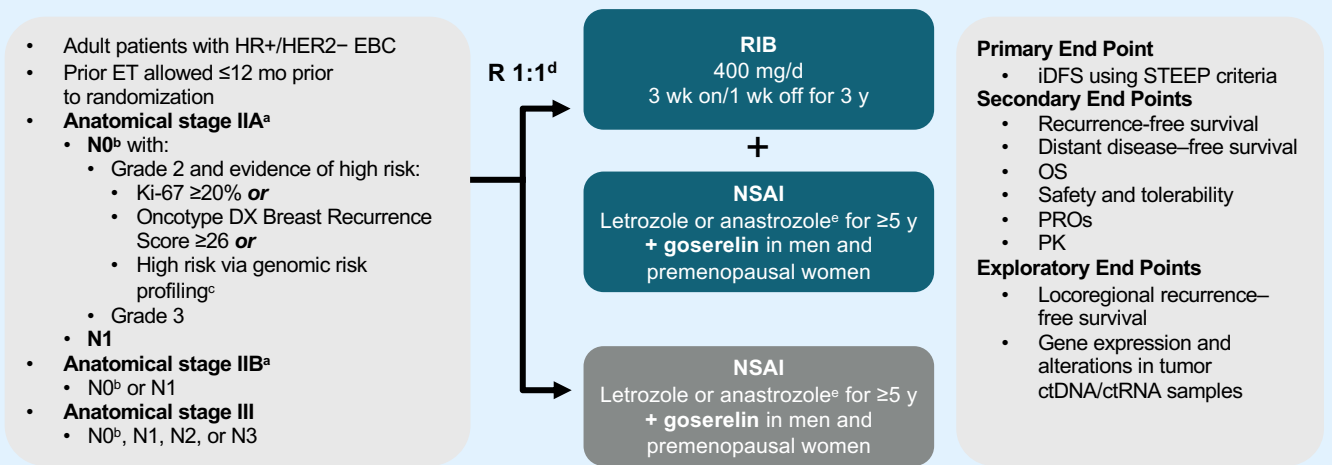 • Adult patients with HR+/HER2− EBC
• Prior ET allowed ≤12 mo prior
to randomization
• Anatomical stage IIAᵃ
• N0ᵇ with:
• Grade 2 and evidence of high risk:
• Ki-67 ≥20% or
• Oncotype DX Breast Recurrence
Score ≥26 or
• High risk via genomic risk
profilingᶜ
• Grade 3
• N1
• Anatomical stage IIBᵃ
• N0ᵇ or N1
• Anatomical stage III
• N0ᵇ, N1, N2, or N3
R 1:1ᵈ
RIB
400 mg/d
3 wk on/1 wk off for 3 y
+
NSAI
Letrozole or anastrozoleᵉ for ≥5 y
+ goserelin in men and
premenopausal women
NSAI
Letrozole or anastrozoleᵉ for ≥5 y
+ goserelin in men and
premenopausal women
Primary End Point
• iDFS using STEEP criteria
Secondary End Points
• Recurrence-free survival
• Distant disease–free survival
• OS
• Safety and tolerability
• PROs
• PK
Exploratory End Points
• Locoregional recurrence–
free survival
• Gene expression and
alterations in tumor
ctDNA/ctRNA samples